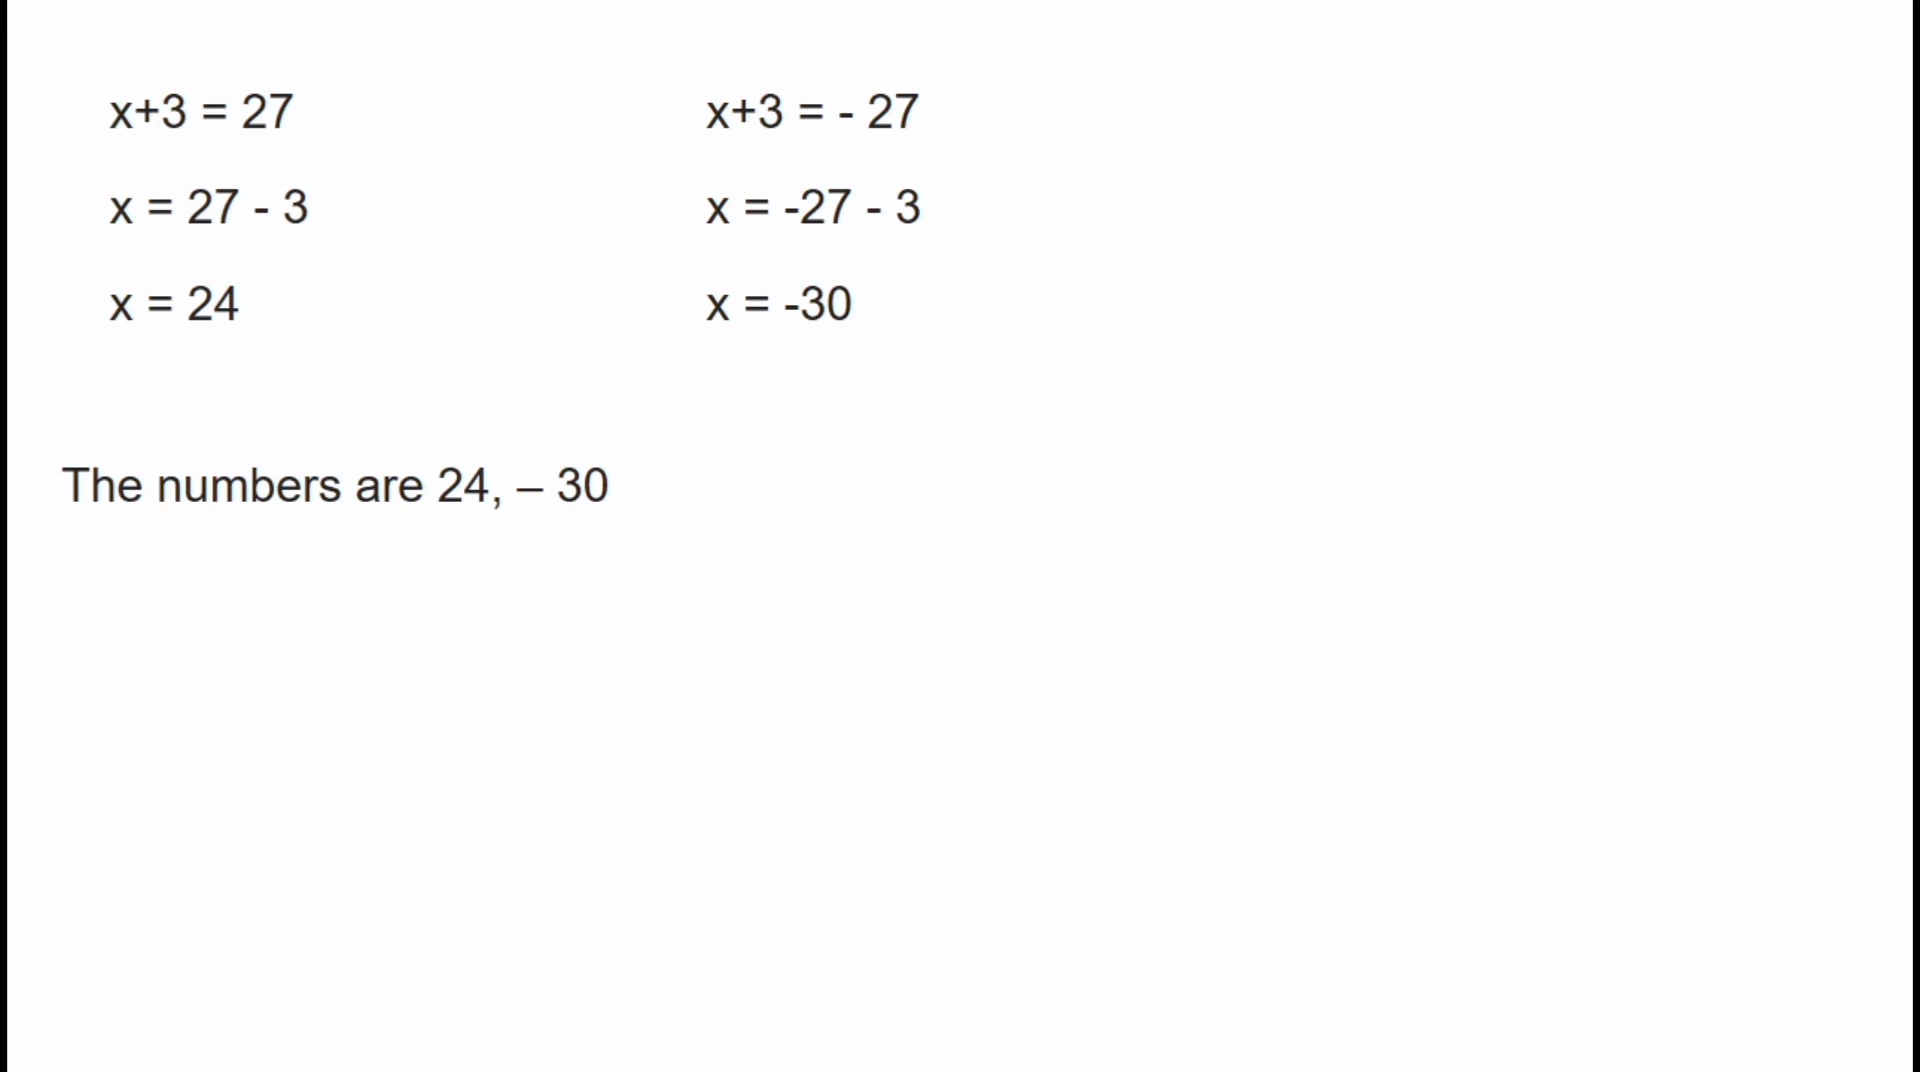 x+3 = 27
x = 27 - 3
x = 24
x+3 = - 27
x = -27 - 3
x = -30
The numbers are 24, – 30